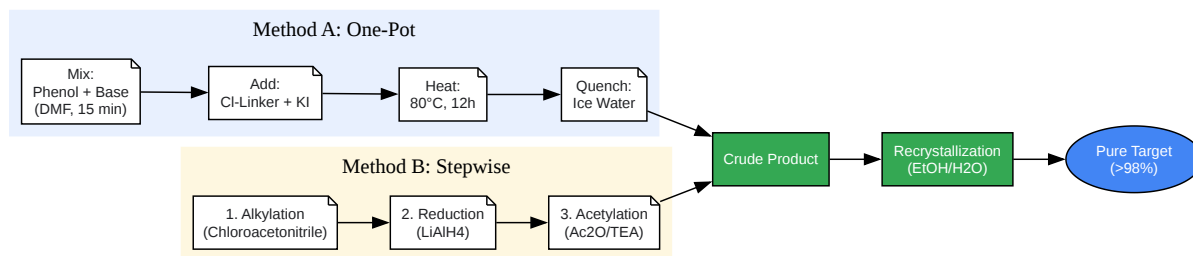 Method A: One-Pot
Mix:
Phenol + Base
(DMF, 15 min)
Add:
Cl-Linker + KI
Heat:
80°C, 12h
Quench:
Ice Water
Method B: Stepwise
1. Alkylation
(Chloroacetonitrile)
2. Reduction
(LiAlH4)
3. Acetylation
(Ac2O/TEA)
Crude Product
Recrystallization
(EtOH/H2O)
Pure Target
(>98%)